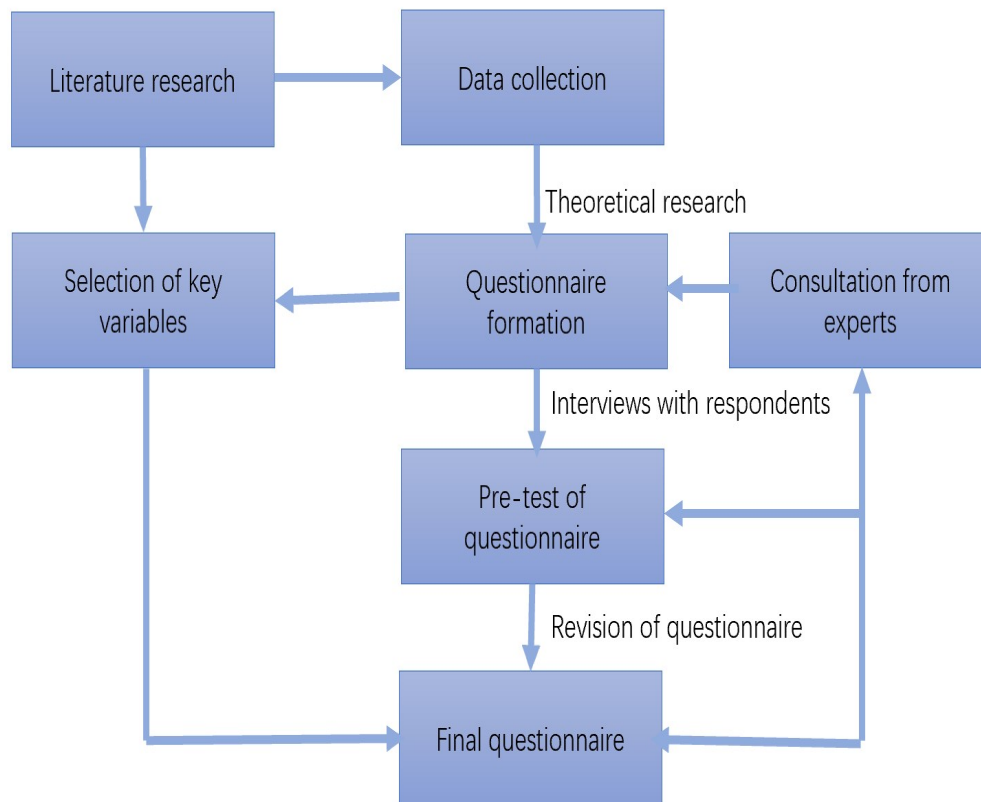 Literature research
Data collection
Theoretical research
Selection of key
variables
Questionnaire
formation
Consultation from
experts
Interviews with respondents
Pre-test of
questionnaire
Revision of questionnaire
Final questionnaire